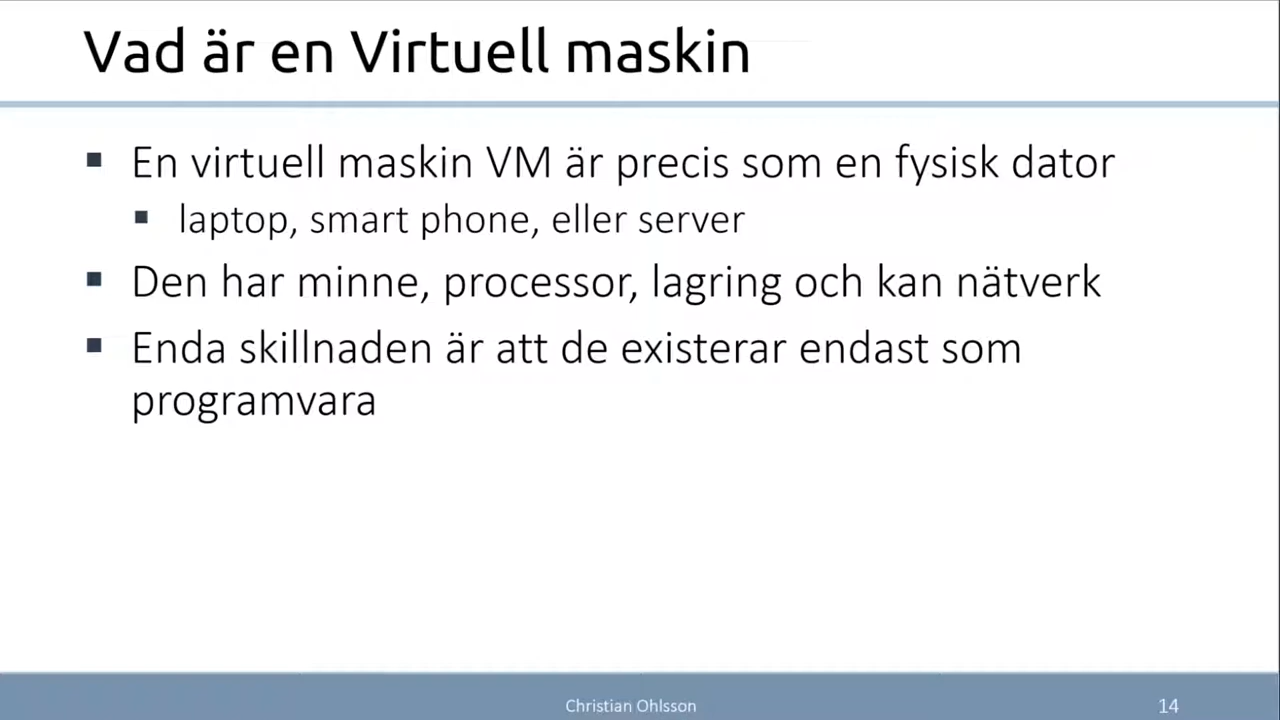 Vad är en Virtuell maskin
▪ En virtuell maskin VM är precis som en fysisk dator
▪ laptop, smart phone, eller server
▪ Den har minne, processor, lagring och kan nätverk
▪ Enda skillnaden är att de existerar endast som
programvara
Christian Ohlsson
14